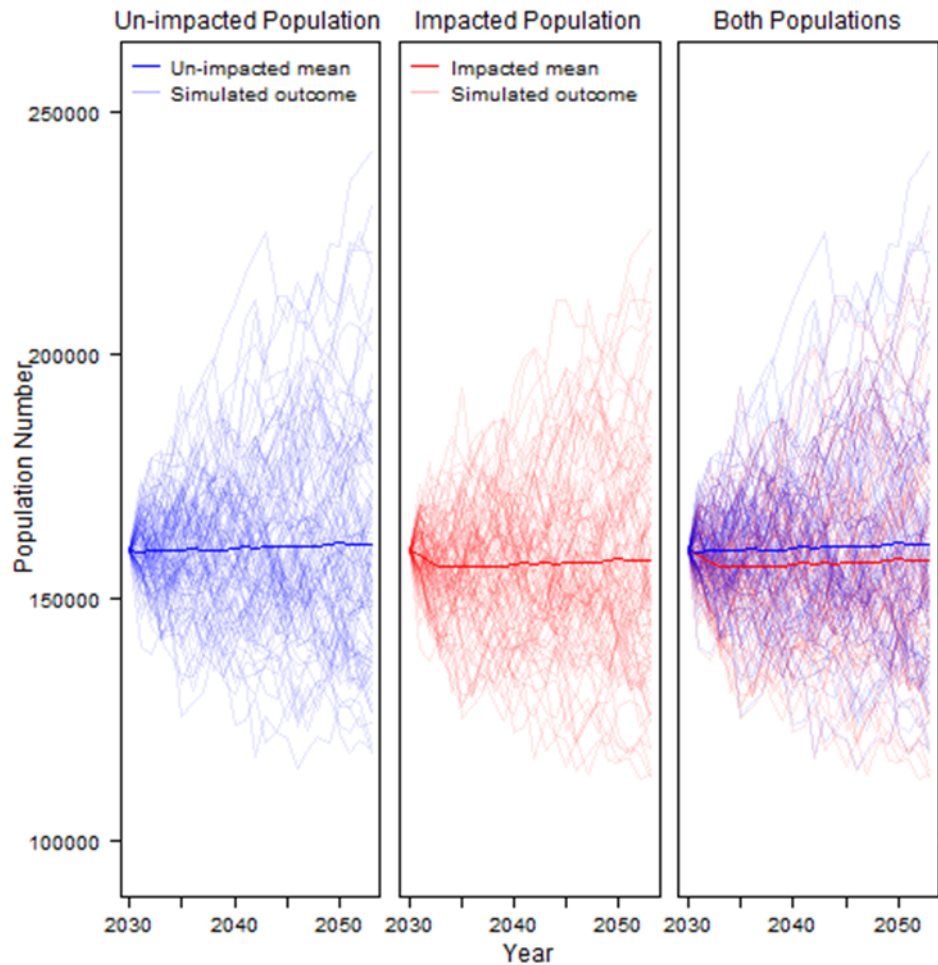 Un-impacted Population
Impacted Population
Both Populations
Un-impacted mean
Simulated outcome
Impacted mean
Simulated outcome
250000
200000
150000
100000
Population Number
2030 2040 2050
2030 2040 2050
2030 2040 2050
Year